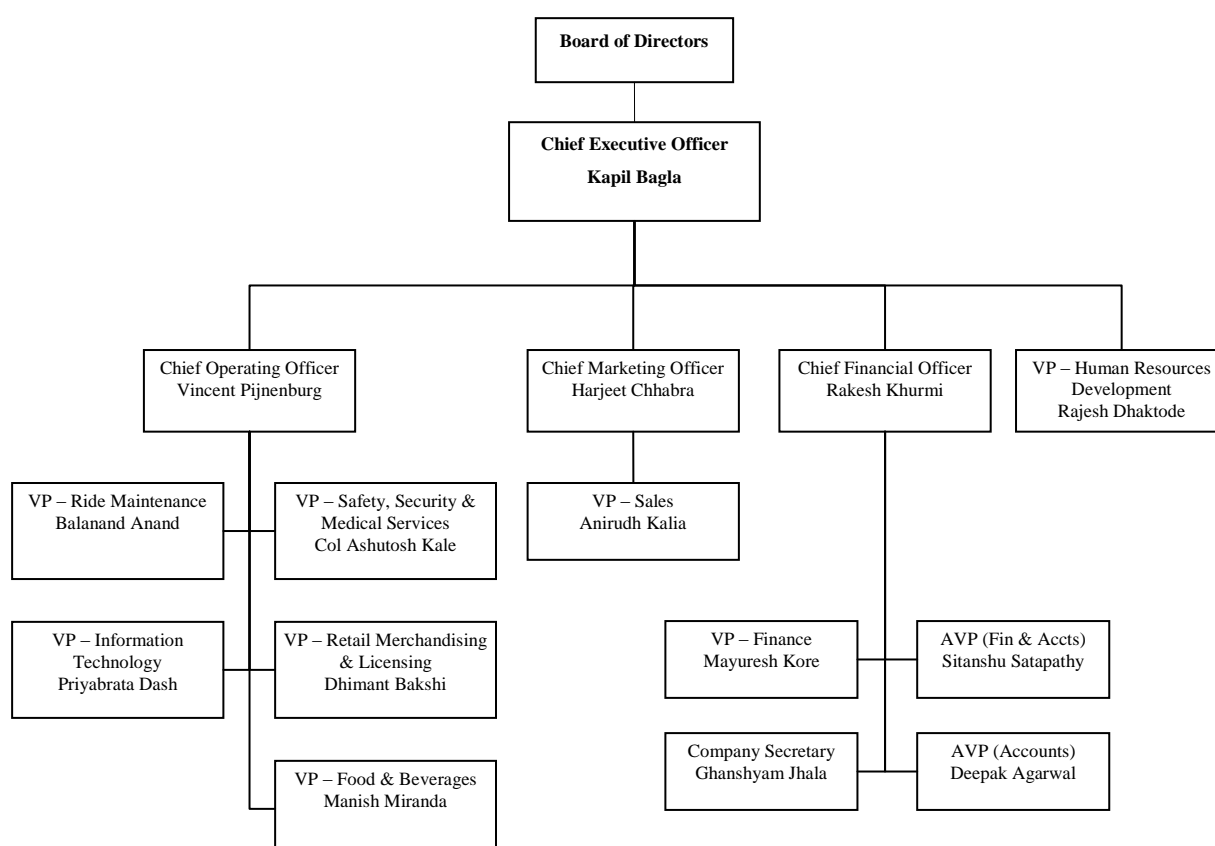 Board of Directors
Chief Executive Officer
Kapil Bagla
Chief Operating Officer
Vincent Pijnenburg
Chief Marketing Officer
Harjeet Chhabra
Chief Financial Officer
Rakesh Khurmi
VP – Human Resources
Development
Rajesh Dhaktode
VP – Ride Maintenance
Balanand Anand
VP – Safety, Security &
Medical Services
Col Ashutosh Kale
VP – Sales
Anirudh Kalia
VP – Information
Technology
Priyabrata Dash
VP – Retail Merchandising
& Licensing
Dhimant Bakshi
VP – Finance
Mayuresh Kore
AVP (Fin & Accts)
Sitanshu Satapathy
VP – Food & Beverages
Manish Miranda
Company Secretary
Ghanshyam Jhala
AVP (Accounts)
Deepak Agarwal